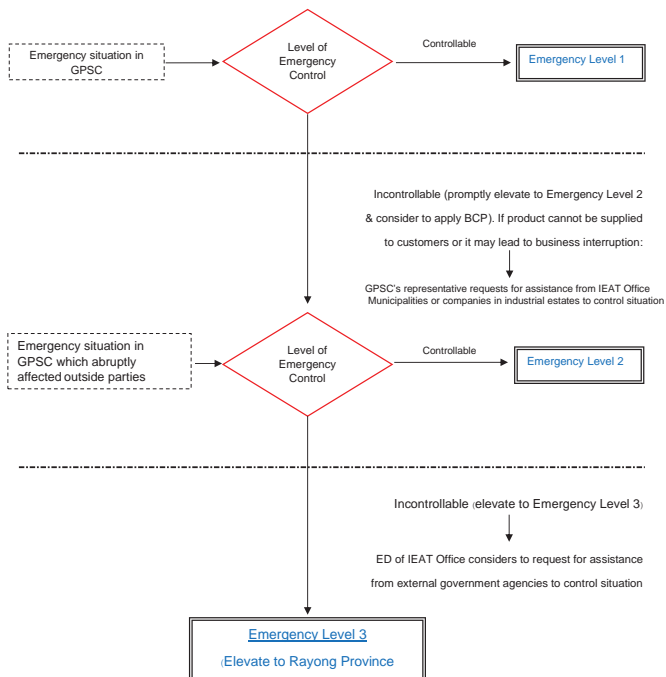 Emergency situation in
GPSC
Level of
Emergency
Control
Controllable
Emergency Level 1
Incontrollable (promptly elevate to Emergency Level 2
& consider to apply BCP). If product cannot be supplied
to customers or it may lead to business interruption:
GPSC's representative requests for assistance from IEAT Office
Municipalities or companies in industrial estates to control situation
Emergency situation in
GPSC which abruptly
affected outside parties
Level of
Emergency
Control
Controllable
Emergency Level 2
Incontrollable (elevate to Emergency Level 3)
ED of IEAT Office considers to request for assistance
from external government agencies to control situation
Emergency Level 3
(Elevate to Rayong Province